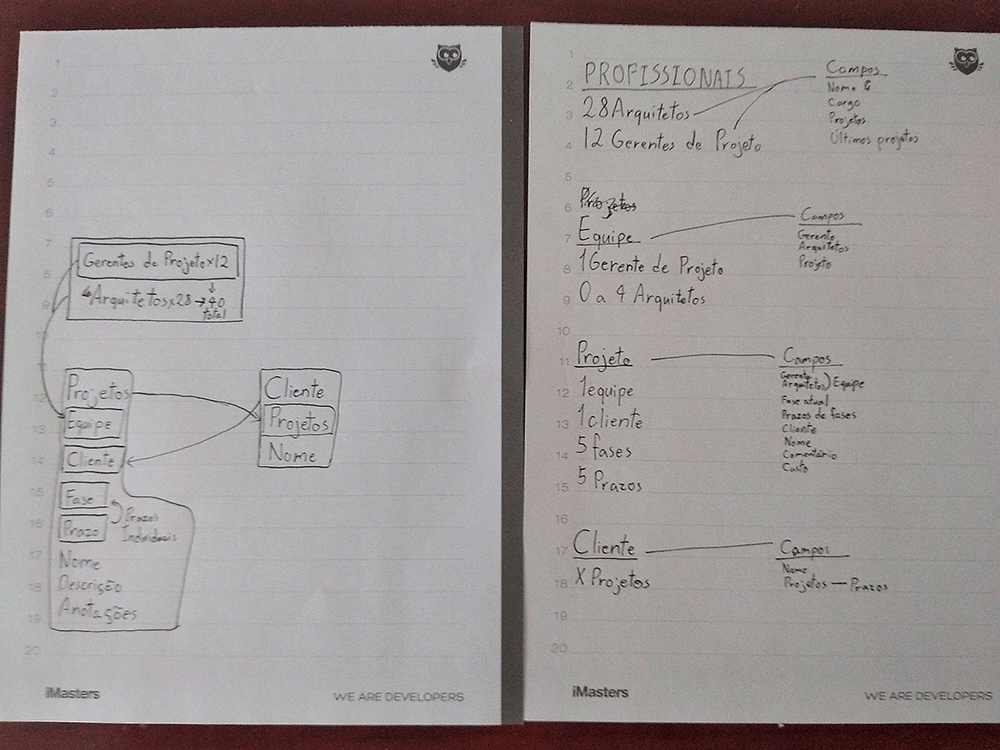 1
2
3
4
5
6
7
Gerentes de Projeto x12
8
4 Arquitetos x28 → 40
total
9
10
11
12
Projetos
Equipe
13
Cliente
14
Fase
15
Prazo
16
Prazos
Individuais
17
Nome
18
Descrição
19
Anotações
20
Cliente
Projetos
Nome
iMasters
WE ARE DEVELOPERS
1
2
PROFISSIONAIS
3
28 Arquitetos
4
12 Gerentes de Projeto
Campos
Nome
Cargo
Projetos
Últimos projetos
5
6
Projetos
7
Equipe
8
1 Gerente de Projeto
9
0 a 4 Arquitetos
Campos
Gerente
Arquitetos
Projeto
10
11
Projeto
12
1 equipe
13
1 cliente
14
5 fases
15
5 Prazos
Campos
Gerente
Arquitetos) Equipe
Fase atual
Prazos de fases
Cliente
Nome
Comentário
Custo
16
17
Cliente
18
X Projetos
Campos
Nome
Projetos — Prazos
19
20
iMasters
WE ARE DEVELOPERS